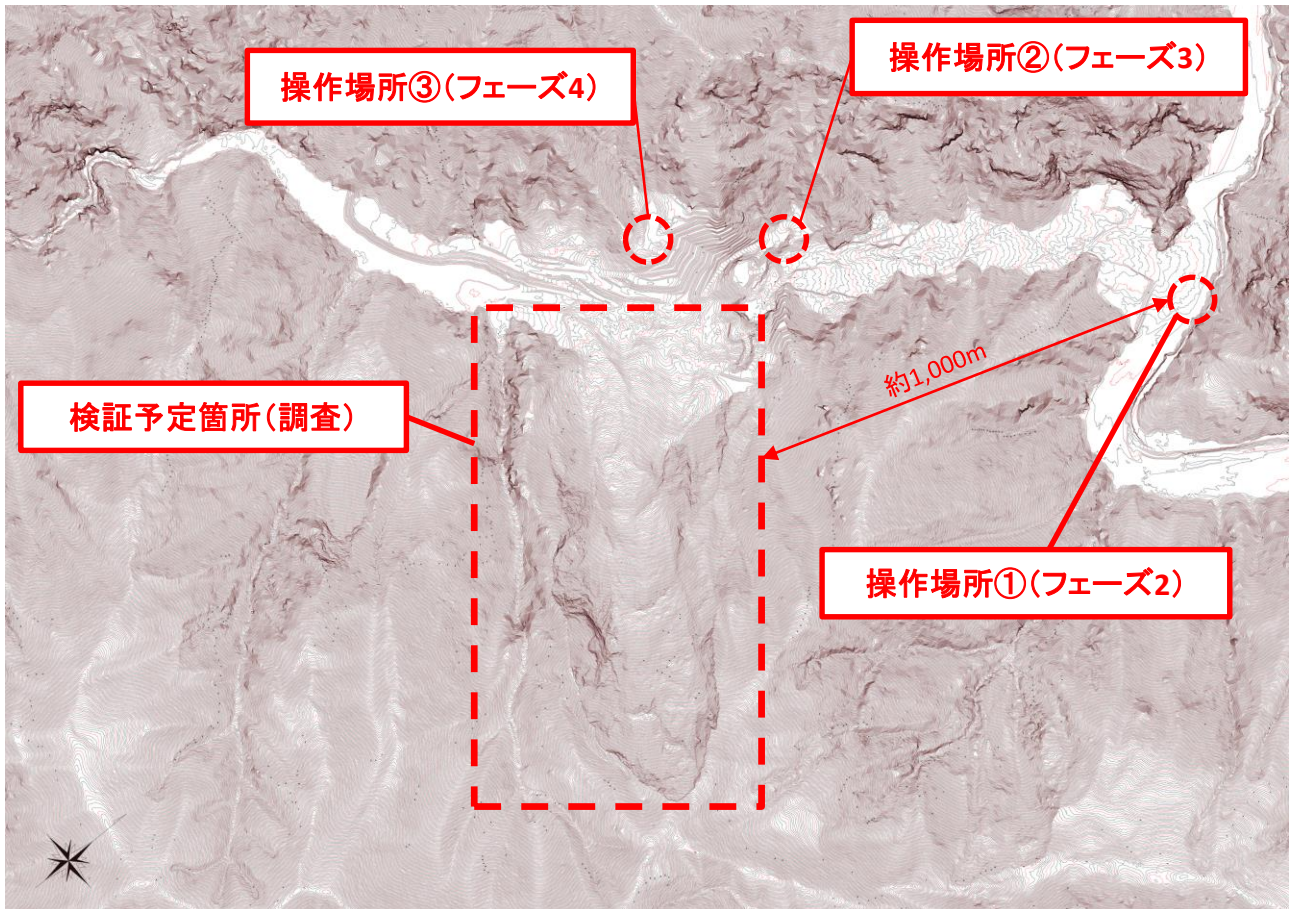 操作場所③(フェーズ4)
操作場所②(フェーズ3)
約1,000m
検証予定箇所(調査)
操作場所①(フェーズ2)